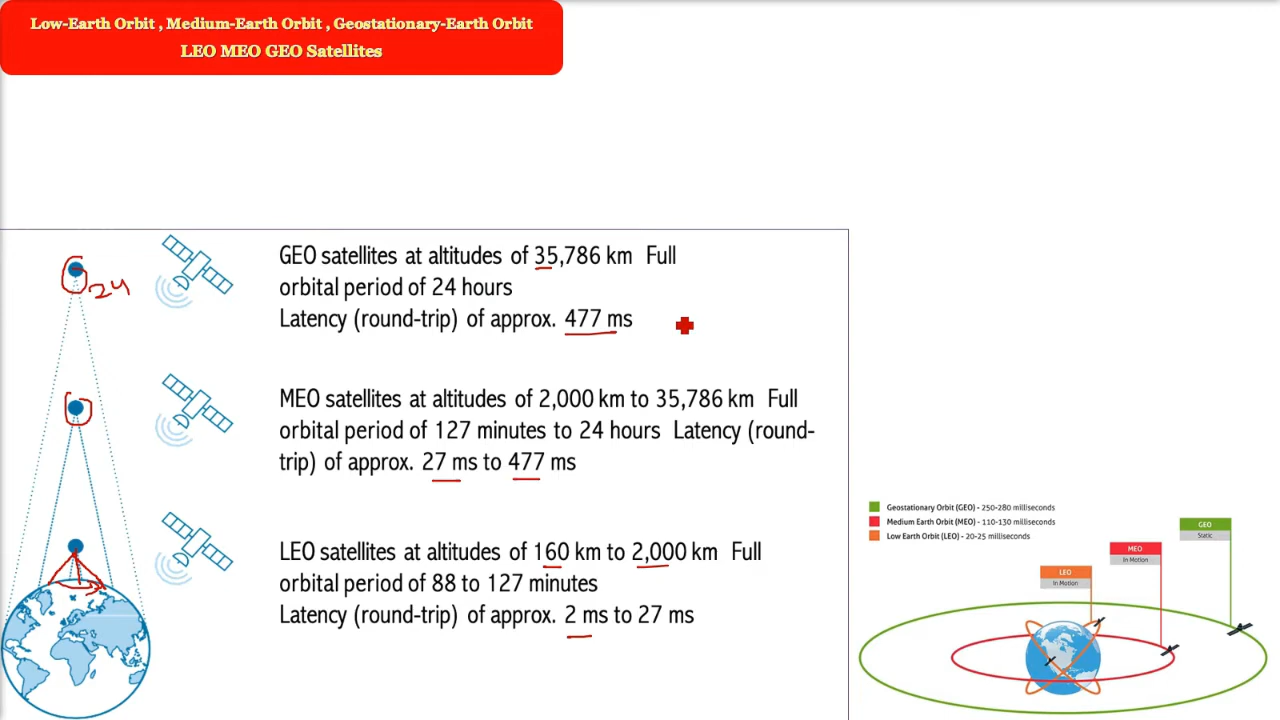 Low-Earth Orbit , Medium-Earth Orbit , Geostationary-Earth Orbit
LEO MEO GEO Satellites
GEO satellites at altitudes of 35,786 km Full
orbital period of 24 hours
Latency (round-trip) of approx. 477 ms
24
MEO satellites at altitudes of 2,000 km to 35,786 km Full
orbital period of 127 minutes to 24 hours Latency (round-
trip) of approx. 27 ms to 477 ms
LEO satellites at altitudes of 160 km to 2,000 km Full
orbital period of 88 to 127 minutes
Latency (round-trip) of approx. 2 ms to 27 ms
Geostationary Orbit (GEO) - 250-280 milliseconds
Medium Earth Orbit (MEO) - 110-130 milliseconds
Low Earth Orbit (LEO) - 20-25 milliseconds
GEO
Static
MEO
In Motion
LEO
In Motion